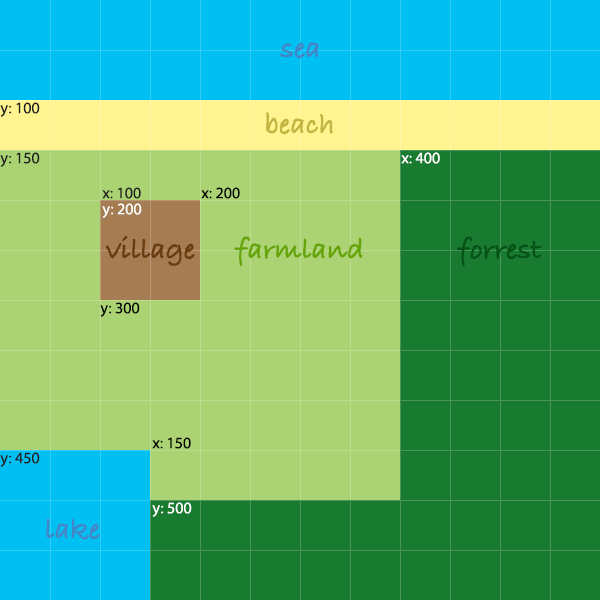 sea
y: 100
beach
y: 150
x: 400
x: 100
x: 200
y: 200
village
farmland
forrest
y: 300
x: 150
y: 450
y: 500
lake